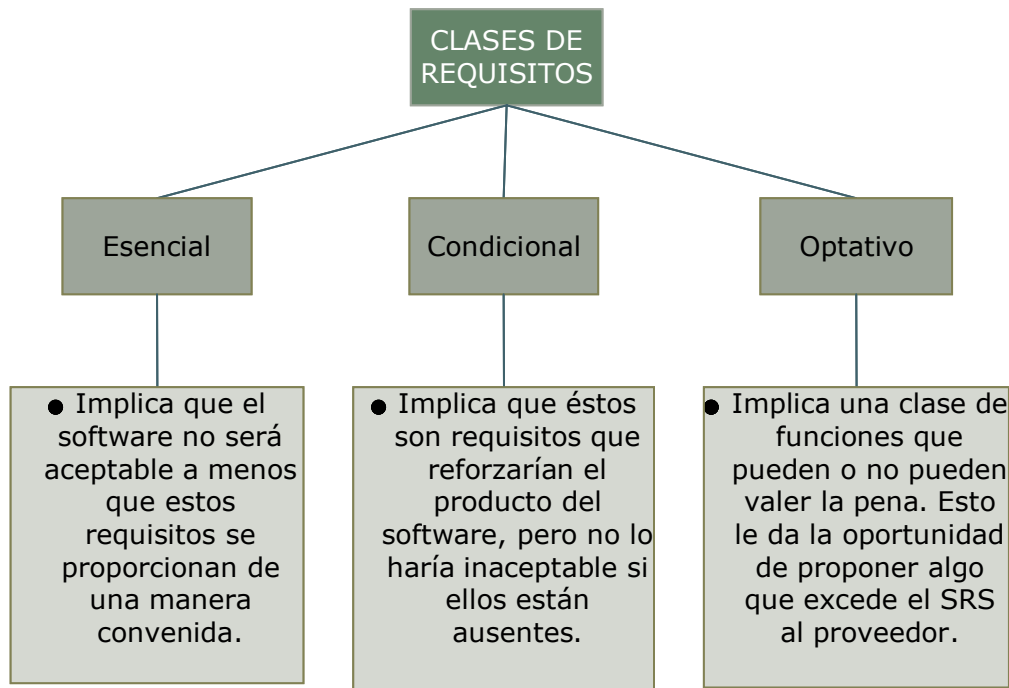 CLASES DE
REQUISITOS
Esencial
Condicional
Optativo
● Implica que el
software no será
aceptable a menos
que estos
requisitos se
proporcionan de
una manera
convenida.
● Implica que éstos
son requisitos que
reforzarían el
producto del
software, pero no lo
haría inaceptable si
ellos están
ausentes.
● Implica una clase de
funciones que
pueden o no pueden
valer la pena. Esto
le da la oportunidad
de proponer algo
que excede el SRS
al proveedor.